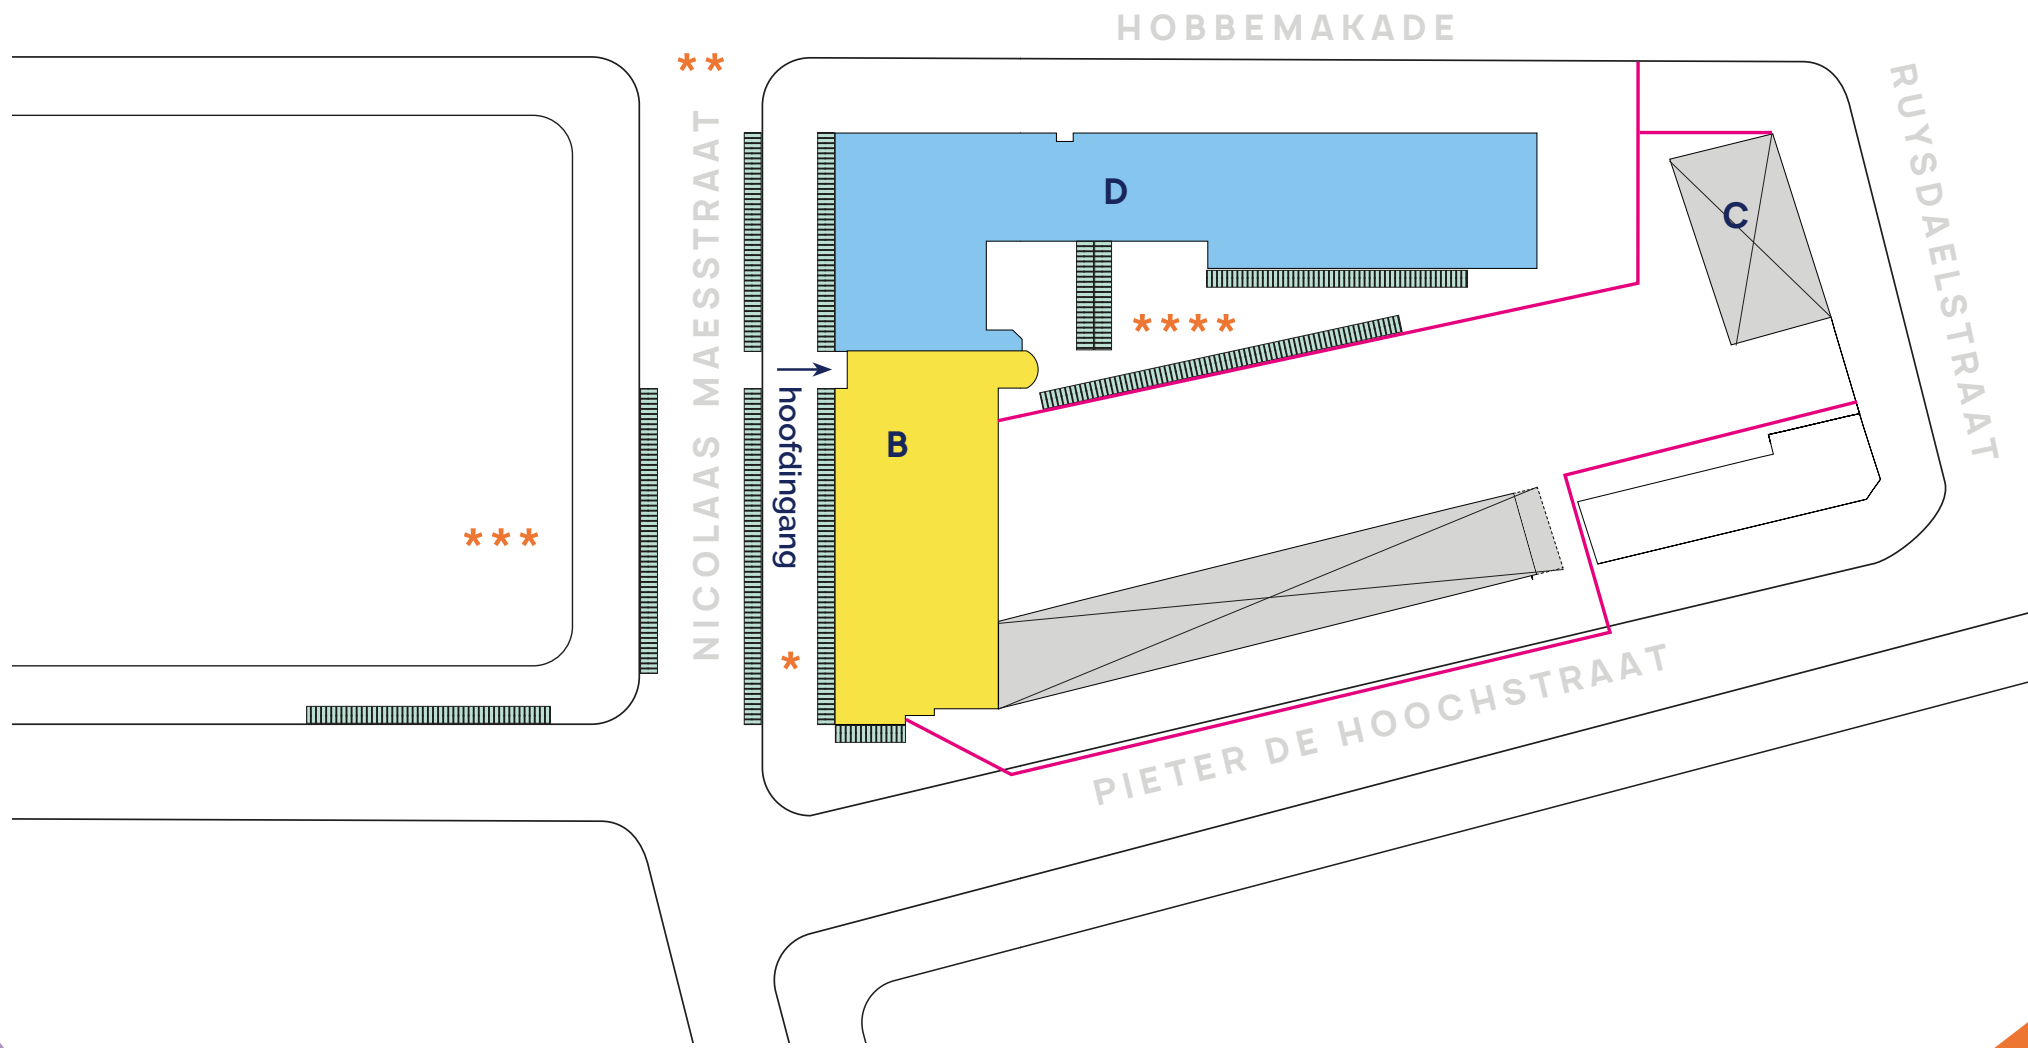 HOBBEMAKADE
**
RUYSDAELSTRAAT
NICOLAAS MAESSTRAAT
D
C
****
hoofdingang
B
***
*
PIETER DE HOOCHSTRAAT